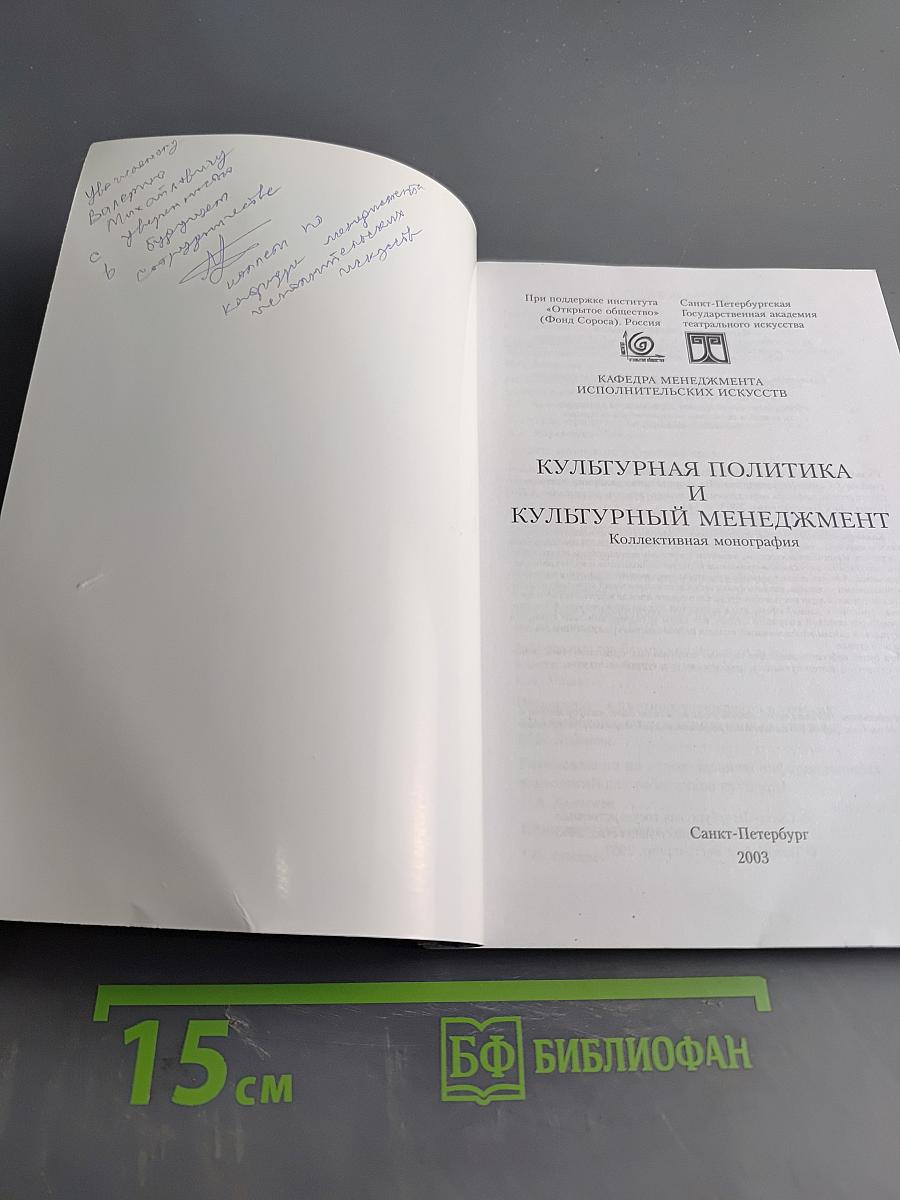 Уважаемому
Валерию
Михайловичу
с уверенностью
в будущем
сотрудничестве
по
кафедре менеджмента
исполнительских
искусств
При поддержке института
«Открытое общество»
(Фонд Сороса). Россия
Санкт-Петербургская
Государственная академия
театрального искусства
КАФЕДРА МЕНЕДЖМЕНТА
ИСПОЛНИТЕЛЬСКИХ ИСКУССТВ
КУЛЬТУРНАЯ ПОЛИТИКА
И
КУЛЬТУРНЫЙ МЕНЕДЖМЕНТ
Коллективная монография
Санкт-Петербург
2003
15 см
БФ БИБЛИОФАН